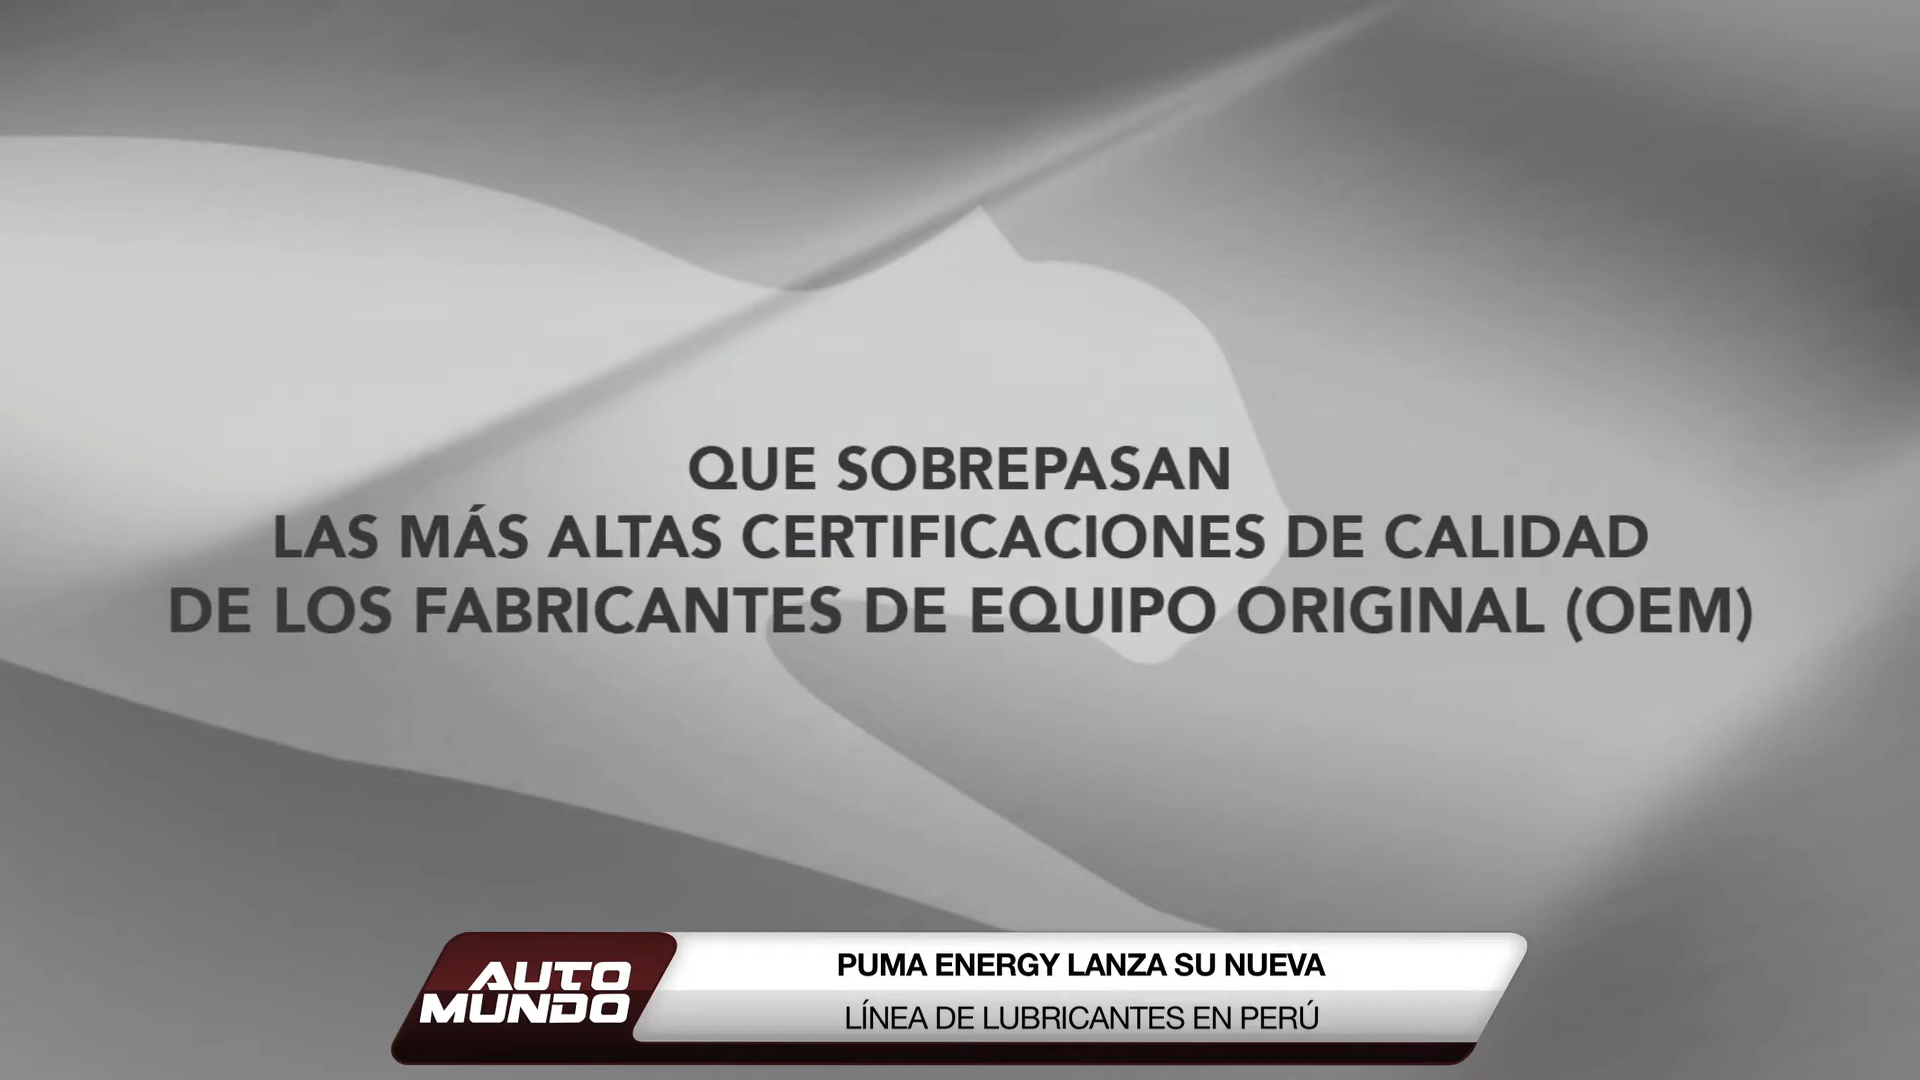 QUE SOBREPASAN
LAS MÁS ALTAS CERTIFICACIONES DE CALIDAD
DE LOS FABRICANTES DE EQUIPO ORIGINAL (OEM)
AUTO
MUNDO
PUMA ENERGY LANZA SU NUEVA
LÍNEA DE LUBRICANTES EN PERÚ